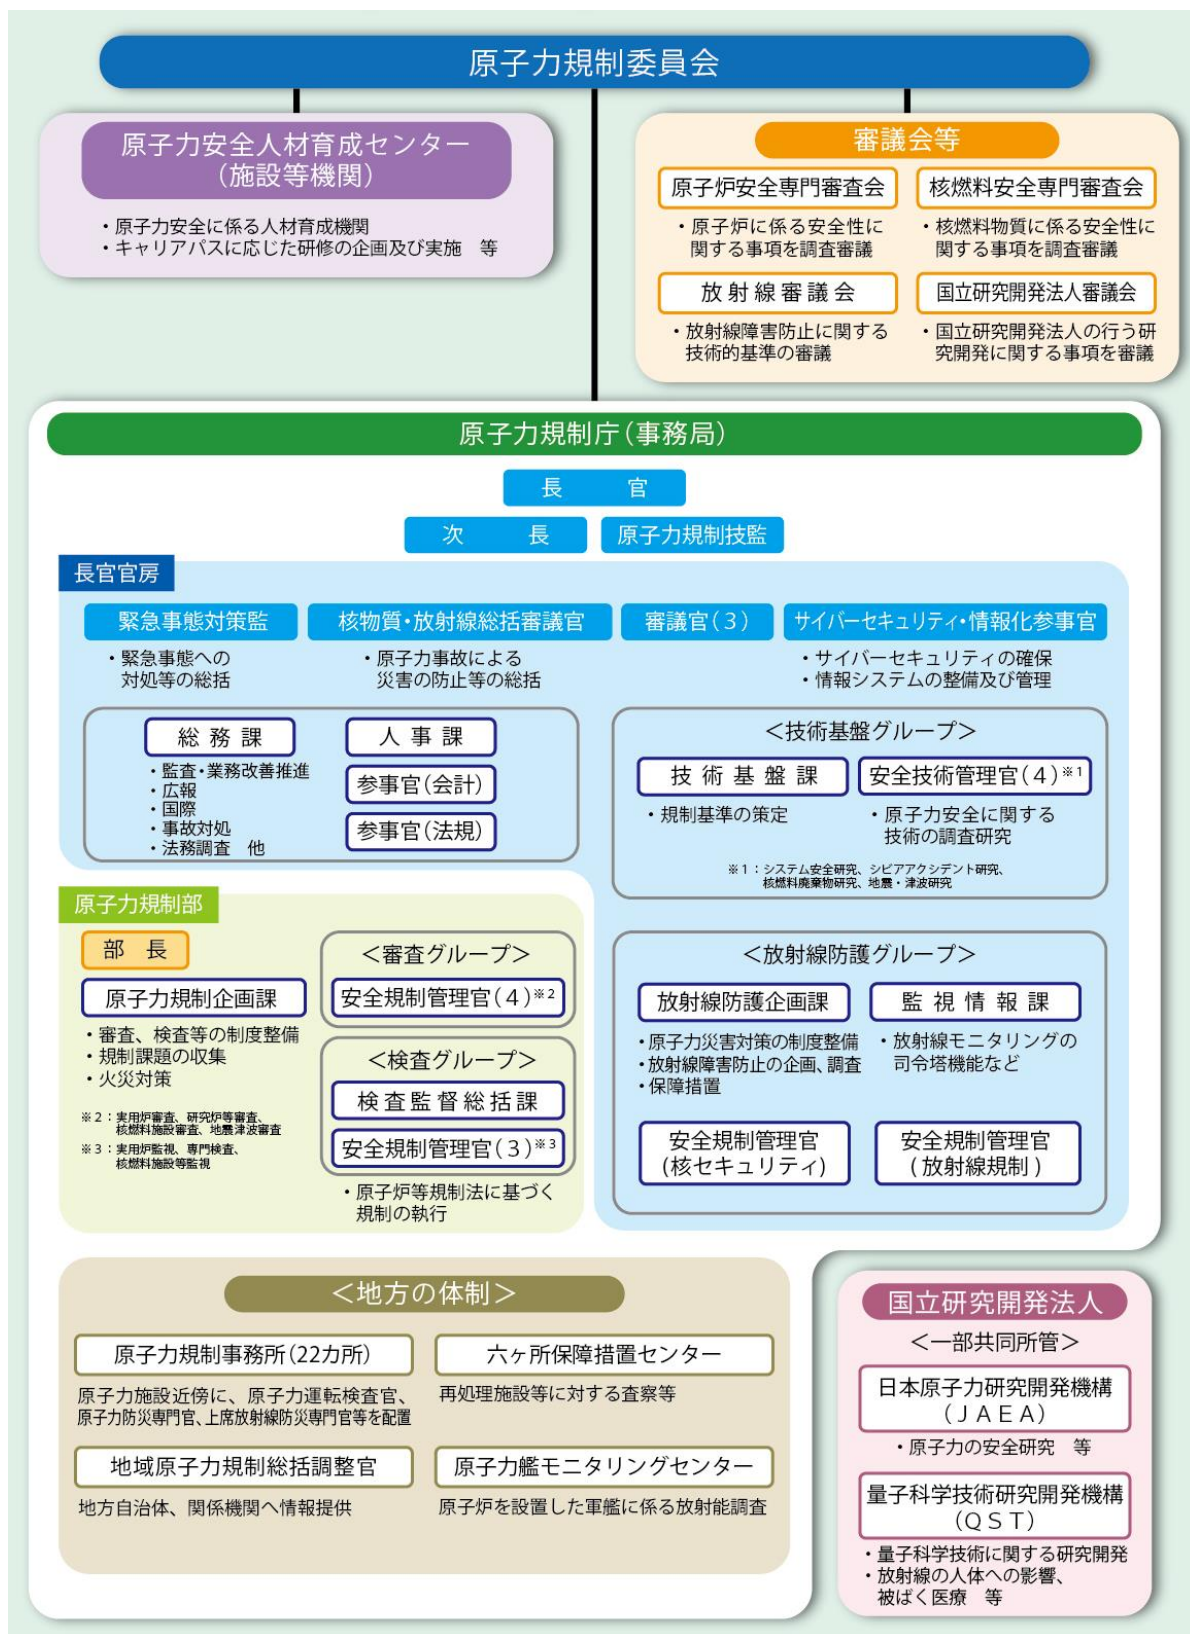 原子力規制委員会
原子力安全人材育成センター
(施設等機関)
・原子力安全に係る人材育成機関
・キャリアパスに応じた研修の企画及び実施　等
審議会等
原子炉安全専門審査会
・原子炉に係る安全性に
関する事項を調査審議
核燃料安全専門審査会
・核燃料物質に係る安全性に
関する事項を調査審議
放射線審議会
・放射線障害防止に関する
技術的基準の審議
国立研究開発法人審議会
・国立研究開発法人の行う研
究開発に関する事項を審議
原子力規制庁(事務局)
長　官
次　長
原子力規制技監
長官官房
緊急事態対策監
・緊急事態への
対処等の総括
核物質・放射線総括審議官
・原子力事故による
災害の防止等の総括
審議官(3)
サイバーセキュリティ・情報化参事官
・サイバーセキュリティの確保
・情報システムの整備及び管理
総務課
・監査・業務改善推進
・広報
・国際
・事故対処
・法務調査　他
人事課
参事官(会計)
参事官(法規)
＜技術基盤グループ＞
技術基盤課
・規制基準の策定
安全技術管理官(4)※1
・原子力安全に関する
技術の調査研究
※1：システム安全研究、シビアアクシデント研究、
核燃料廃棄物研究、地震・津波研究
原子力規制部
部　長
原子力規制企画課
・審査、検査等の制度整備
・規制課題の収集
・火災対策
※2：実用炉審査、研究炉等審査、
核燃料施設審査、地震津波審査
※3：実用炉監視、専門検査、
核燃料施設等監視
＜審査グループ＞
安全規制管理官(4)※2
＜検査グループ＞
検査監督総括課
安全規制管理官(3)※3
・原子炉等規制法に基づく
規制の執行
＜放射線防護グループ＞
放射線防護企画課
・原子力災害対策の制度整備
・放射線障害防止の企画、調査
・保障措置
監視情報課
・放射線モニタリングの
司令塔機能など
安全規制管理官
(核セキュリティ)
安全規制管理官
(放射線規制)
＜地方の体制＞
原子力規制事務所(22カ所)
原子力施設近傍に、原子力運転検査官、
原子力防災専門官、上席放射線防災専門官等を配置
六ヶ所保障措置センター
再処理施設等に対する査察等
地域原子力規制総括調整官
地方自治体、関係機関へ情報提供
原子力艦モニタリングセンター
原子炉を設置した軍艦に係る放射能調査
国立研究開発法人
＜一部共同所管＞
日本原子力研究開発機構
(ＪＡＥＡ)
・原子力の安全研究　等
量子科学技術研究開発機構
(ＱＳＴ)
・量子科学技術に関する研究開発
・放射線の人体への影響、
被ばく医療　等